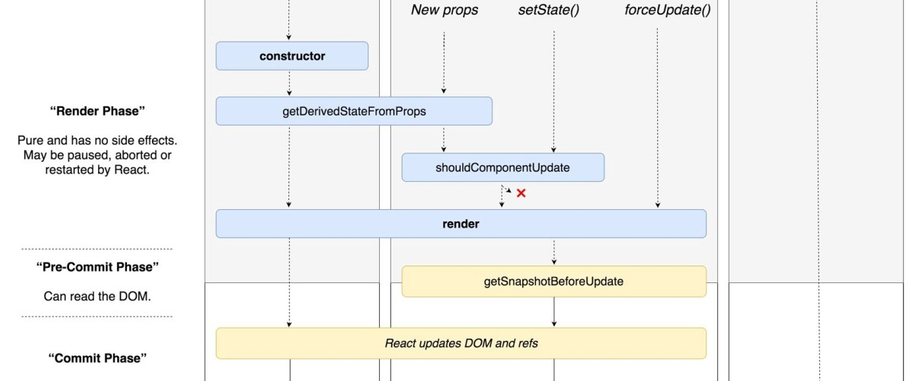 New props
setState()
forceUpdate()
constructor
“Render Phase”
getDerivedStateFromProps
Pure and has no side effects.
May be paused, aborted or
restarted by React.
shouldComponentUpdate
render
“Pre-Commit Phase”
Can read the DOM.
getSnapshotBeforeUpdate
React updates DOM and refs
“Commit Phase”